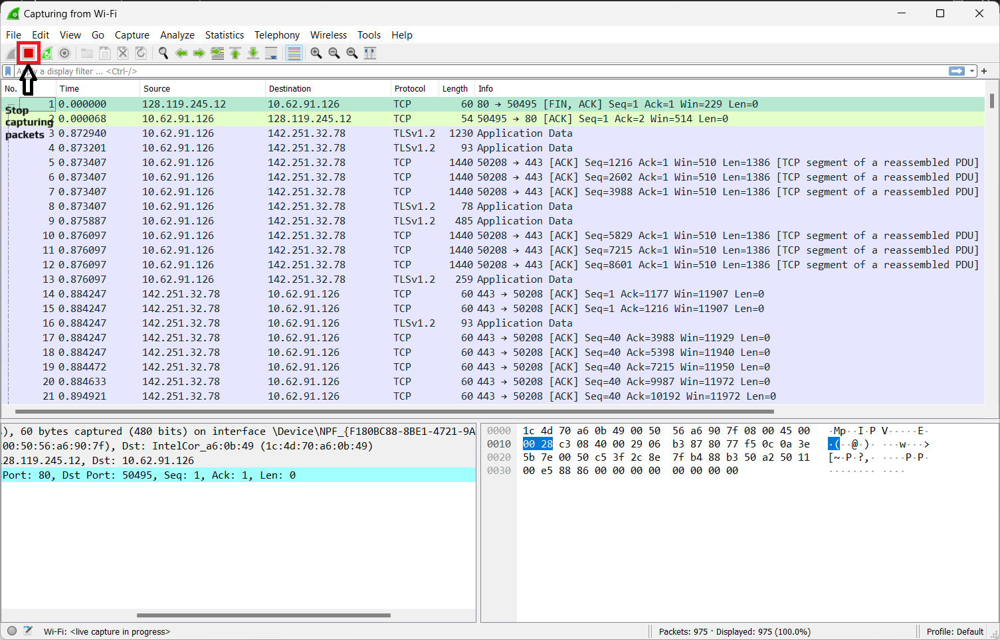 Capturing from Wi-Fi
File Edit View Go Capture Analyze Statistics Telephony Wireless Tools Help
a display filter ... <Ctrl-/>
No. Time Source Destination Protocol Length Info
1 0.000000 128.119.245.12 10.62.91.126 TCP 60 80 → 50495 [FIN, ACK] Seq=1 Ack=1 Win=229 Len=0
Stop
capturing
packets
2 0.000068 10.62.91.126 128.119.245.12 TCP 54 50495 → 80 [ACK] Seq=1 Ack=2 Win=514 Len=0
3 0.872940 10.62.91.126 142.251.32.78 TLSv1.2 1230 Application Data
4 0.873201 10.62.91.126 142.251.32.78 TLSv1.2 93 Application Data
5 0.873407 10.62.91.126 142.251.32.78 TCP 1440 50208 → 443 [ACK] Seq=1216 Ack=1 Win=510 Len=1386 [TCP segment of a reassembled PDU]
6 0.873407 10.62.91.126 142.251.32.78 TCP 1440 50208 → 443 [ACK] Seq=2602 Ack=1 Win=510 Len=1386 [TCP segment of a reassembled PDU]
7 0.873407 10.62.91.126 142.251.32.78 TCP 1440 50208 → 443 [ACK] Seq=3988 Ack=1 Win=510 Len=1386 [TCP segment of a reassembled PDU]
8 0.873407 10.62.91.126 142.251.32.78 TLSv1.2 78 Application Data
9 0.875887 10.62.91.126 142.251.32.78 TLSv1.2 485 Application Data
10 0.876097 10.62.91.126 142.251.32.78 TCP 1440 50208 → 443 [ACK] Seq=5829 Ack=1 Win=510 Len=1386 [TCP segment of a reassembled PDU]
11 0.876097 10.62.91.126 142.251.32.78 TCP 1440 50208 → 443 [ACK] Seq=7215 Ack=1 Win=510 Len=1386 [TCP segment of a reassembled PDU]
12 0.876097 10.62.91.126 142.251.32.78 TCP 1440 50208 → 443 [ACK] Seq=8601 Ack=1 Win=510 Len=1386 [TCP segment of a reassembled PDU]
13 0.876097 10.62.91.126 142.251.32.78 TLSv1.2 259 Application Data
14 0.884247 142.251.32.78 10.62.91.126 TCP 60 443 → 50208 [ACK] Seq=1 Ack=1177 Win=11907 Len=0
15 0.884247 142.251.32.78 10.62.91.126 TCP 60 443 → 50208 [ACK] Seq=1 Ack=1216 Win=11907 Len=0
16 0.884247 142.251.32.78 10.62.91.126 TLSv1.2 93 Application Data
17 0.884247 142.251.32.78 10.62.91.126 TCP 60 443 → 50208 [ACK] Seq=40 Ack=3988 Win=11929 Len=0
18 0.884247 142.251.32.78 10.62.91.126 TCP 60 443 → 50208 [ACK] Seq=40 Ack=5398 Win=11940 Len=0
19 0.884472 142.251.32.78 10.62.91.126 TCP 60 443 → 50208 [ACK] Seq=40 Ack=7215 Win=11950 Len=0
20 0.884633 142.251.32.78 10.62.91.126 TCP 60 443 → 50208 [ACK] Seq=40 Ack=9987 Win=11972 Len=0
21 0.894921 142.251.32.78 10.62.91.126 TCP 60 443 → 50208 [ACK] Seq=40 Ack=10192 Win=11972 Len=0
), 60 bytes captured (480 bits) on interface \Device\NPF_{F180BC88-8BE1-4721-9A
00:50:56:a6:90:7f), Dst: IntelCor_a6:0b:49 (1c:4d:70:a6:0b:49)
28.119.245.12, Dst: 10.62.91.126
Port: 80, Dst Port: 50495, Seq: 1, Ack: 1, Len: 0
0000 1c 4d 70 a6 0b 49 00 50 56 a6 90 7f 08 00 45 00 ·Mp··I·P V·····E·
0010 00 28 c3 08 40 00 29 06 b3 87 80 77 f5 0c 0a 3e ·(··@·)· ···w···>
0020 5b 7e 00 50 c5 3f 2c 8e 7f b4 88 b3 50 a2 50 11 [~·P·?,· ····P·P·
0030 00 e5 88 86 00 00 00 00 00 00 00 00 ········ ····
Wi-Fi: <live capture in progress> Packets: 975 · Displayed: 975 (100.0%) Profile: Default